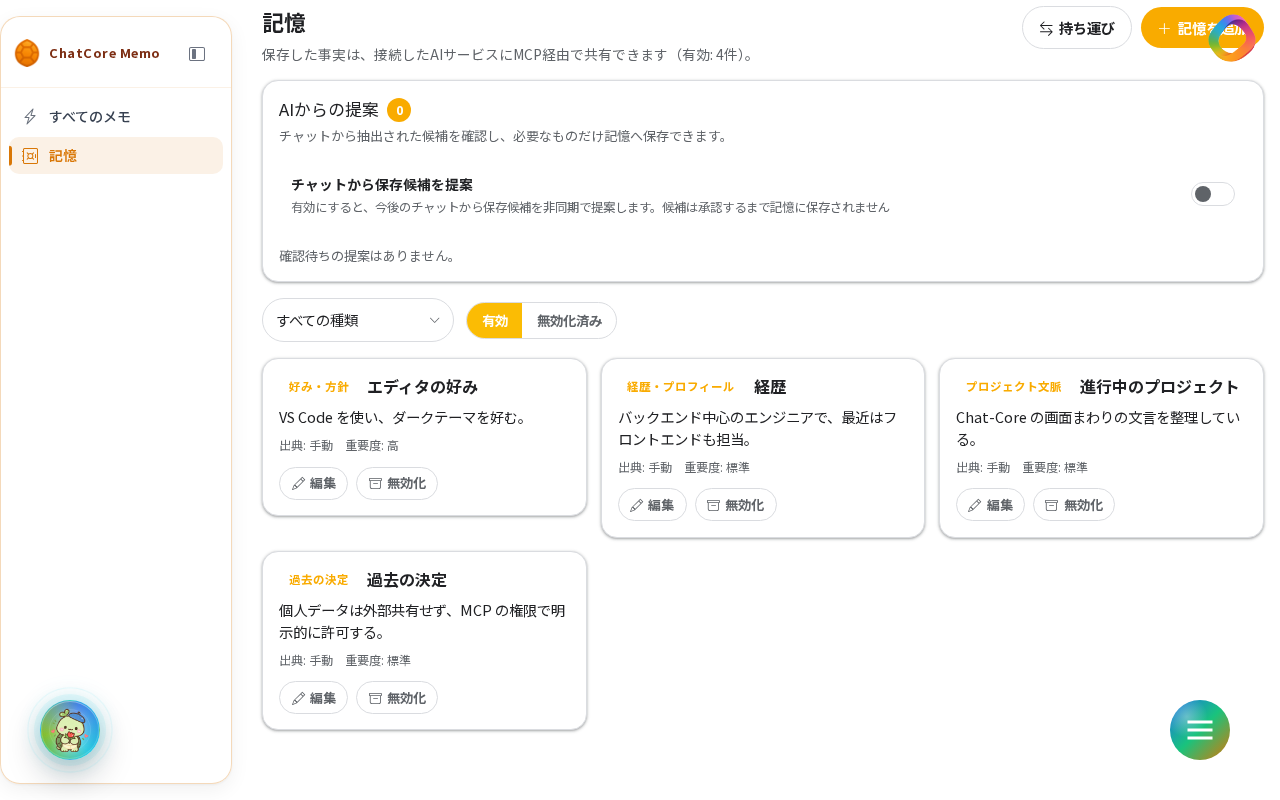 ChatCore Memo
すべてのメモ
記憶
記憶
保存した事実は、接続したAIサービスにMCP経由で共有できます（有効: 4件）。
持ち運び
記憶を追加
AIからの提案 0
チャットから抽出された候補を確認し、必要なものだけ記憶へ保存できます。
チャットから保存候補を提案
有効にすると、今後のチャットから保存候補を非同期で提案します。候補は承認するまで記憶に保存されません
確認待ちの提案はありません。
すべての種類
有効 無効化済み
好み・方針 エディタの好み
VS Code を使い、ダークテーマを好む。
出典: 手動 重要度: 高
編集 無効化
経歴・プロフィール 経歴
バックエンド中心のエンジニアで、最近はフ
ロントエンドも担当。
出典: 手動 重要度: 標準
編集 無効化
プロジェクト文脈 進行中のプロジェクト
Chat-Core の画面まわりの文言を整理してい
る。
出典: 手動 重要度: 標準
編集 無効化
過去の決定 過去の決定
個人データは外部共有せず、MCP の権限で明
示的に許可する。
出典: 手動 重要度: 標準
編集 無効化